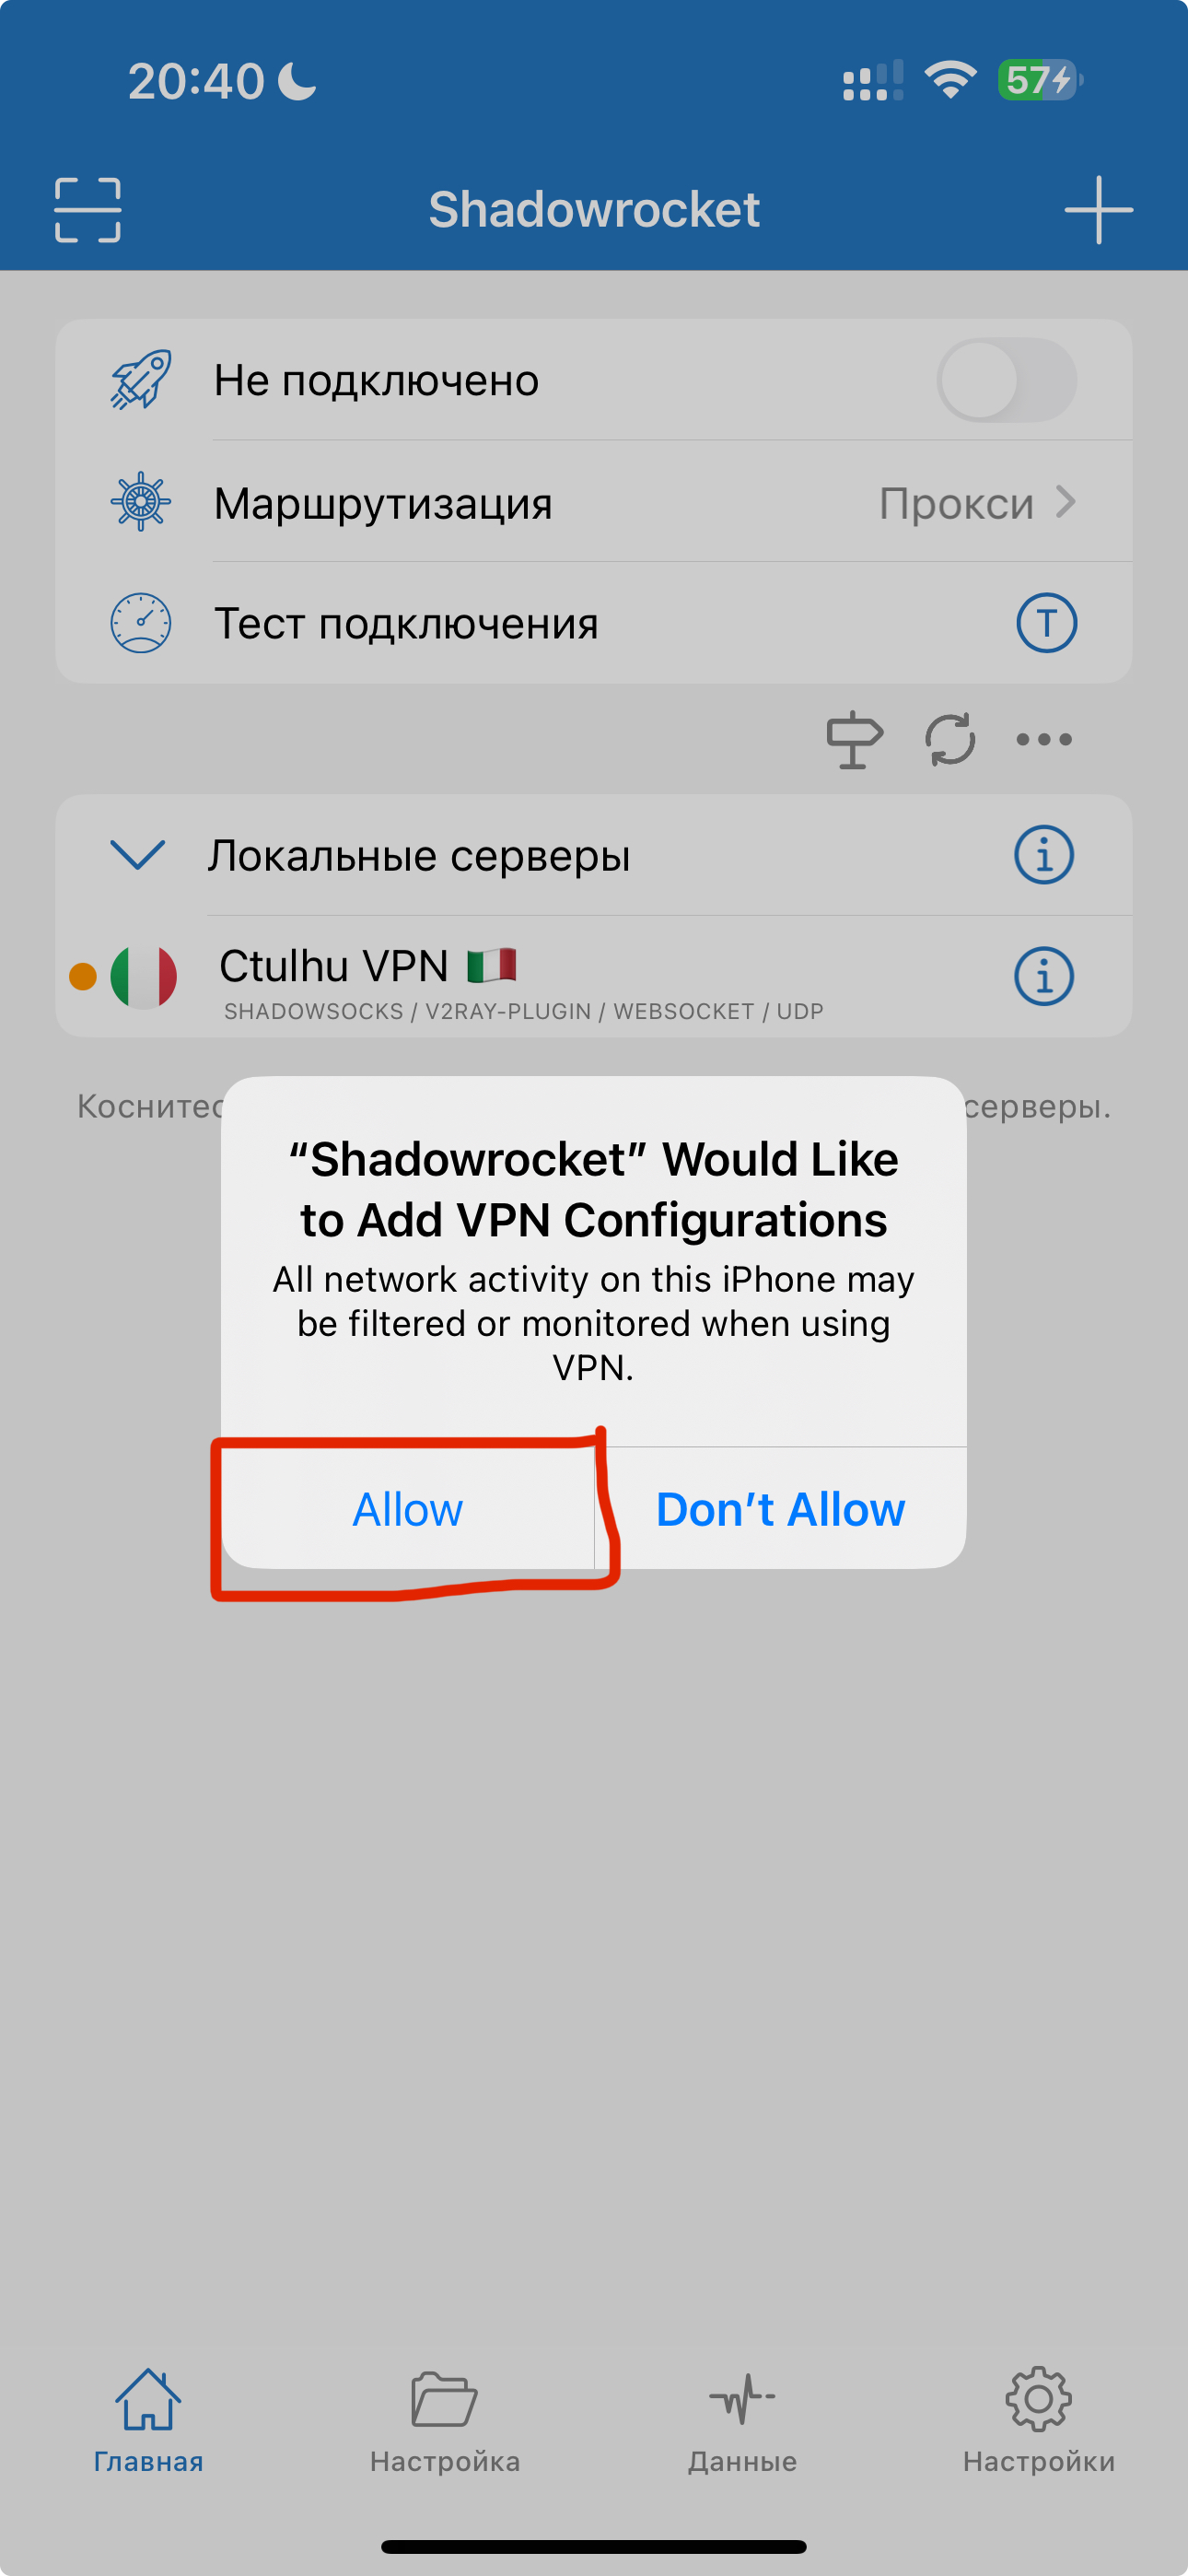 20:40
57
Shadowrocket
Не подключено
Маршрутизация
Прокси
Тест подключения
T
Локальные серверы
Ctulhu VPN 🇮🇹
SHADOWSOCKS / V2RAY-PLUGIN / WEBSOCKET / UDP
серверы.
“Shadowrocket” Would Like
to Add VPN Configurations
All network activity on this iPhone may
be filtered or monitored when using
VPN.
Allow
Don’t Allow
Главная
Настройка
Данные
Настройки